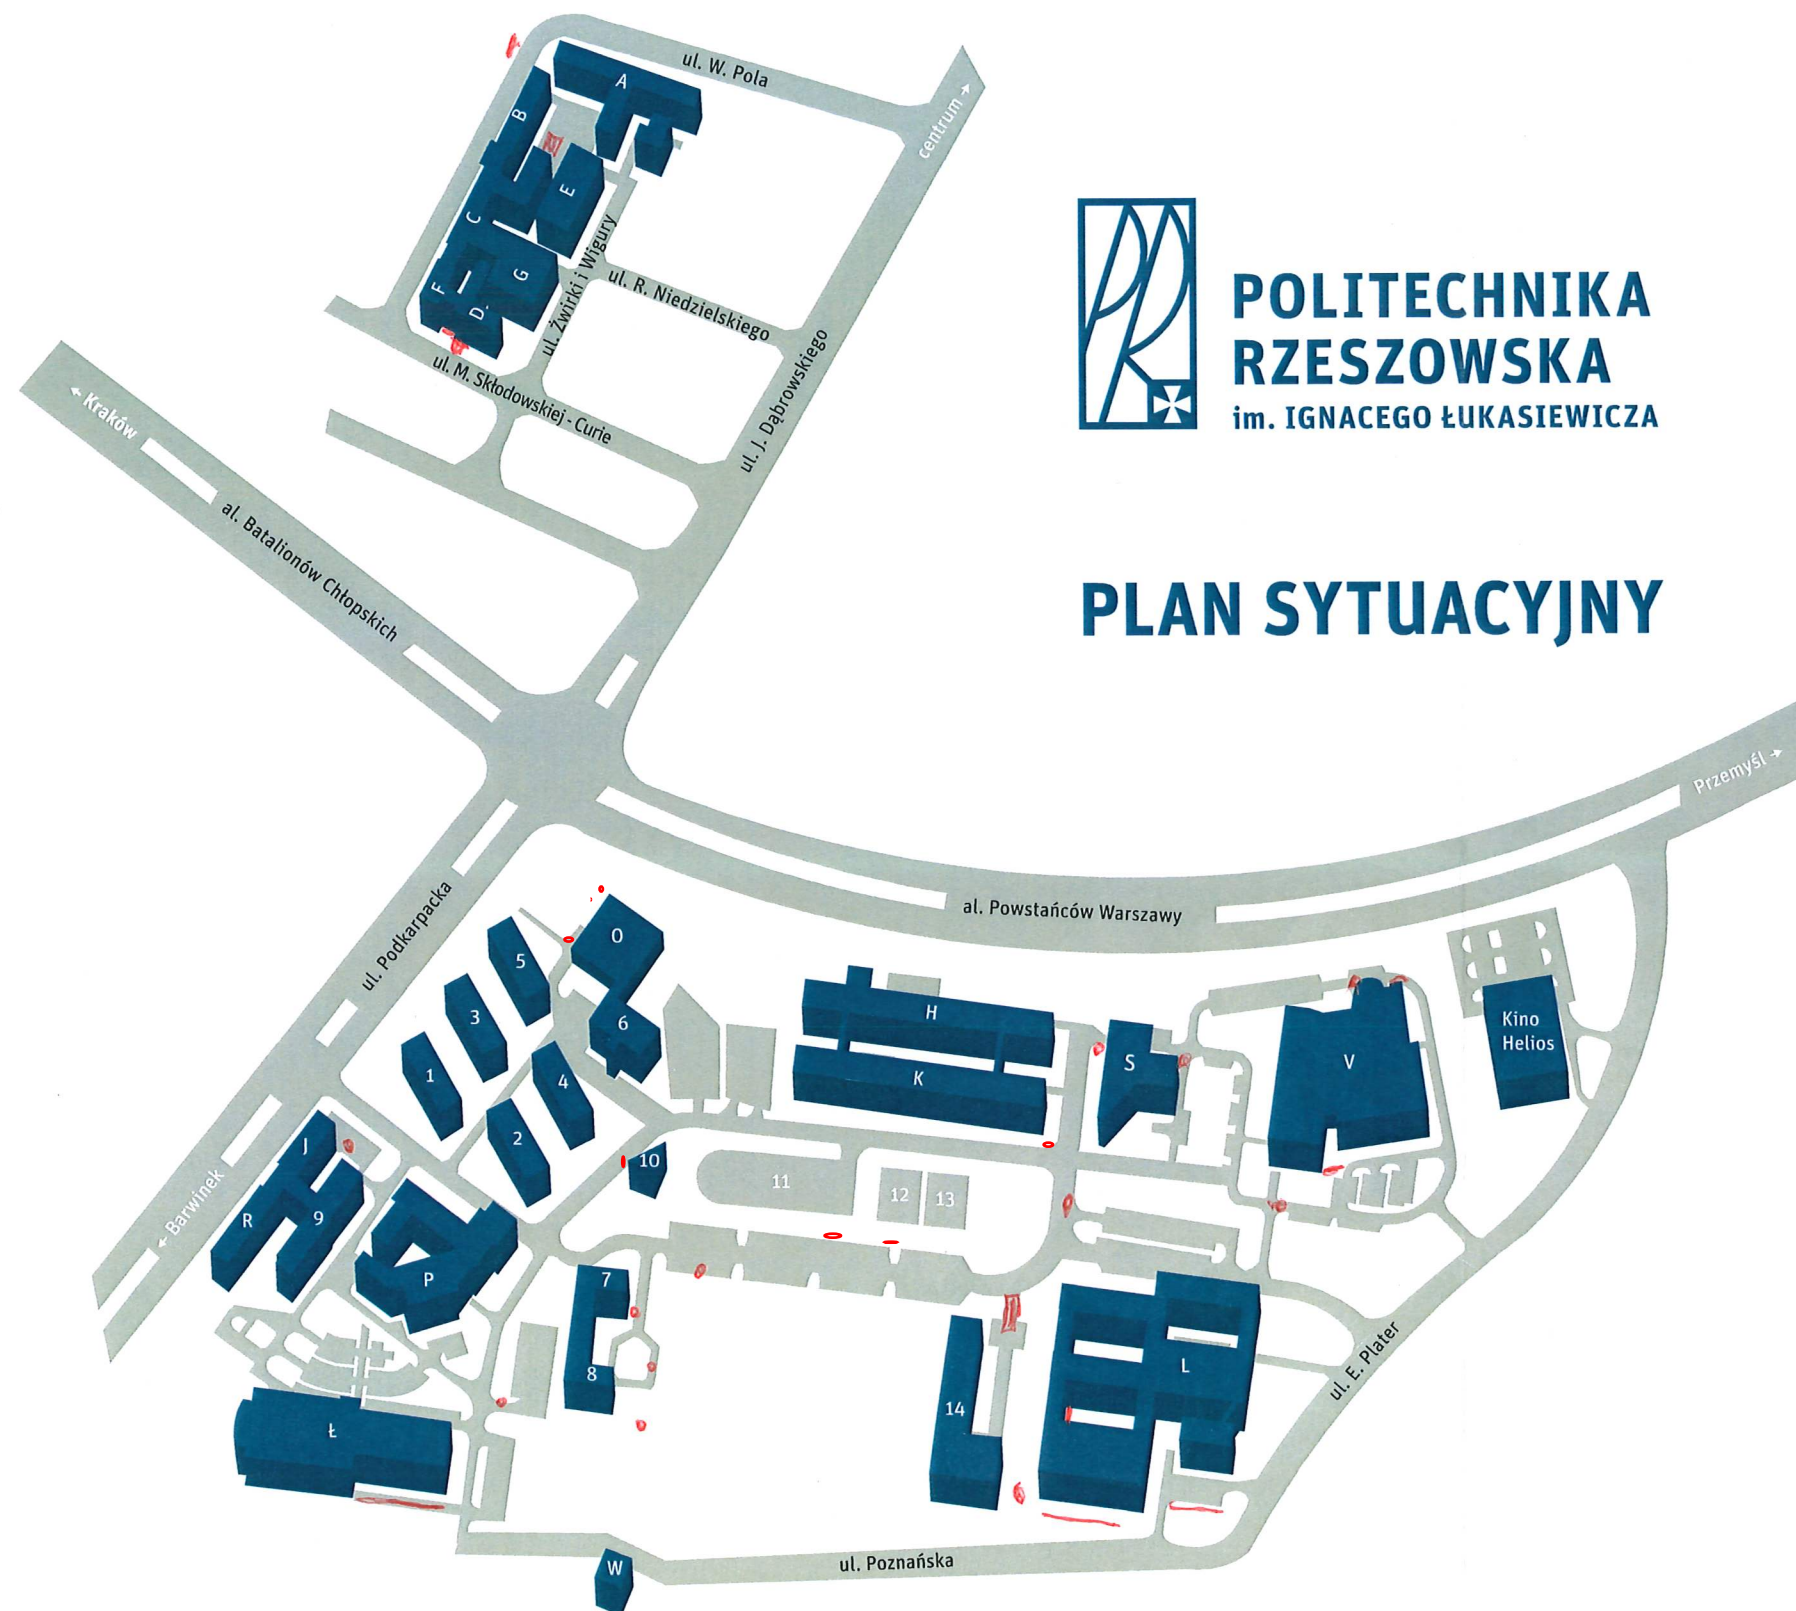 ul. W. Pola
A
B
centrum →
E
C
ul. Żwirki i Wigury
G
F
D.
ul. R. Niedzielskiego
ul. M. Skłodowskiej - Curie
ul. J. Dąbrowskiego
POLITECHNIKA
RZESZOWSKA
im. IGNACEGO ŁUKASIEWICZA
PLAN SYTUACYJNY
← Kraków
al. Batalionów Chłopskich
Przemyśl →
al. Powstańców Warszawy
ul. Podkarpacka
O
5
3
6
1
4
2
H
K
S
V
Kino
Helios
J
R
9
← Barwinek
P
10
11
12
13
7
8
14
L
Ł
ul. E. Plater
ul. Poznańska
W